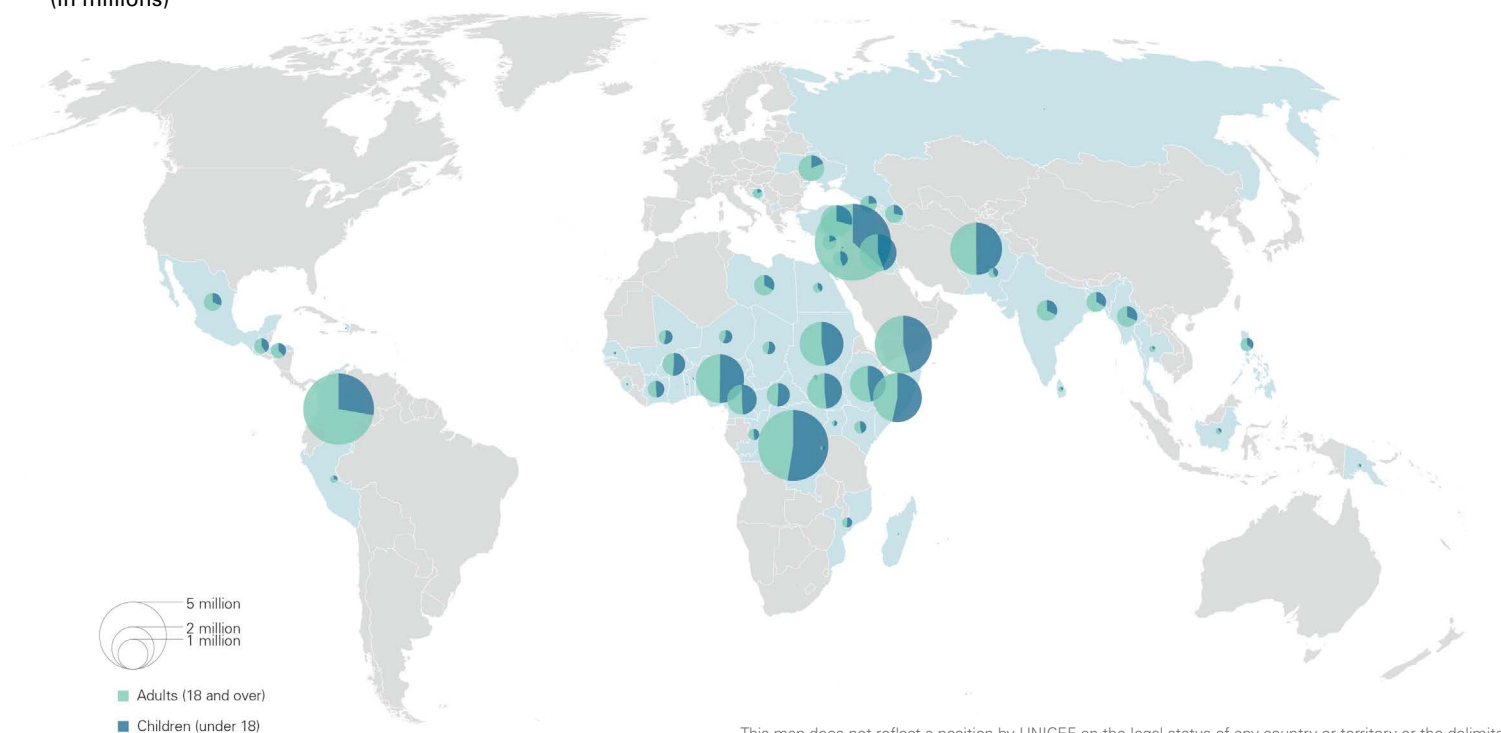 (in millions)
5 million
2 million
1 million
Adults (18 and over)
Children (under 18)
This map does not reflect a position by UNICEF on the legal status of any country or territory or the